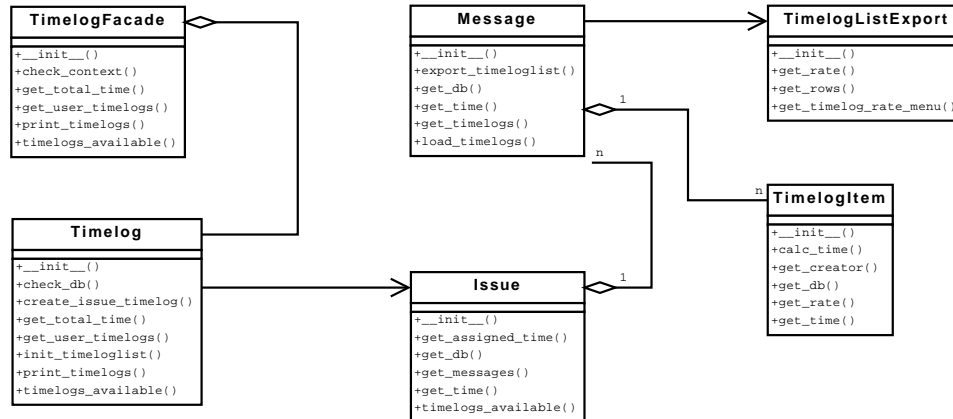 TimelogFacade
+__init__()
+check_context()
+get_total_time()
+get_user_timelogs()
+print_timelogs()
+timelogs_available()
Message
+__init__()
+export_timeloglist()
+get_db()
+get_time()
+get_timelogs()
+load_timelogs()
TimelogListExport
+__init__()
+get_rate()
+get_rows()
+get_timelog_rate_menu()
1
n
n
TimelogItem
+__init__()
+calc_time()
+get_creator()
+get_db()
+get_rate()
+get_time()
Timelog
+__init__()
+check_db()
+create_issue_timelog()
+get_total_time()
+get_user_timelogs()
+init_timeloglist()
+print_timelogs()
+timelogs_available()
Issue
1
+__init__()
+get_assigned_time()
+get_db()
+get_messages()
+get_time()
+timelogs_available()